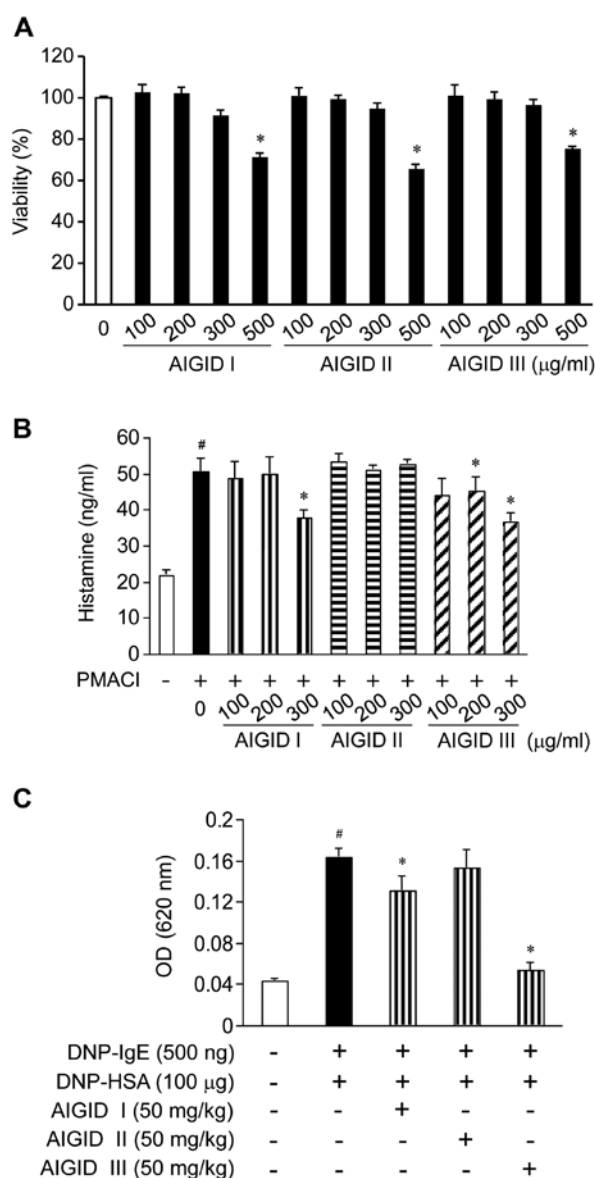 A
Viability (%)
120
100
80
60
40
20
0
* * *
0 100 200 300 500 100 200 300 500 100 200 300 500
AIGID I AIGID II AIGID III (μg/ml)
B
Histamine (ng/ml)
60
50
40
30
20
10
0
# * * *
PMACI - + + + + + + + + + +
0 100 200 300 100 200 300 100 200 300
AIGID I AIGID II AIGID III (μg/ml)
C
OD (620 nm)
0.2
0.16
0.12
0.08
0.04
0
# * *
DNP-IgE (500 ng) - + + + +
DNP-HSA (100 μg) - + + + +
AIGID I (50 mg/kg) - - + - -
AIGID II (50 mg/kg) - - - + -
AIGID III (50 mg/kg) - - - - +